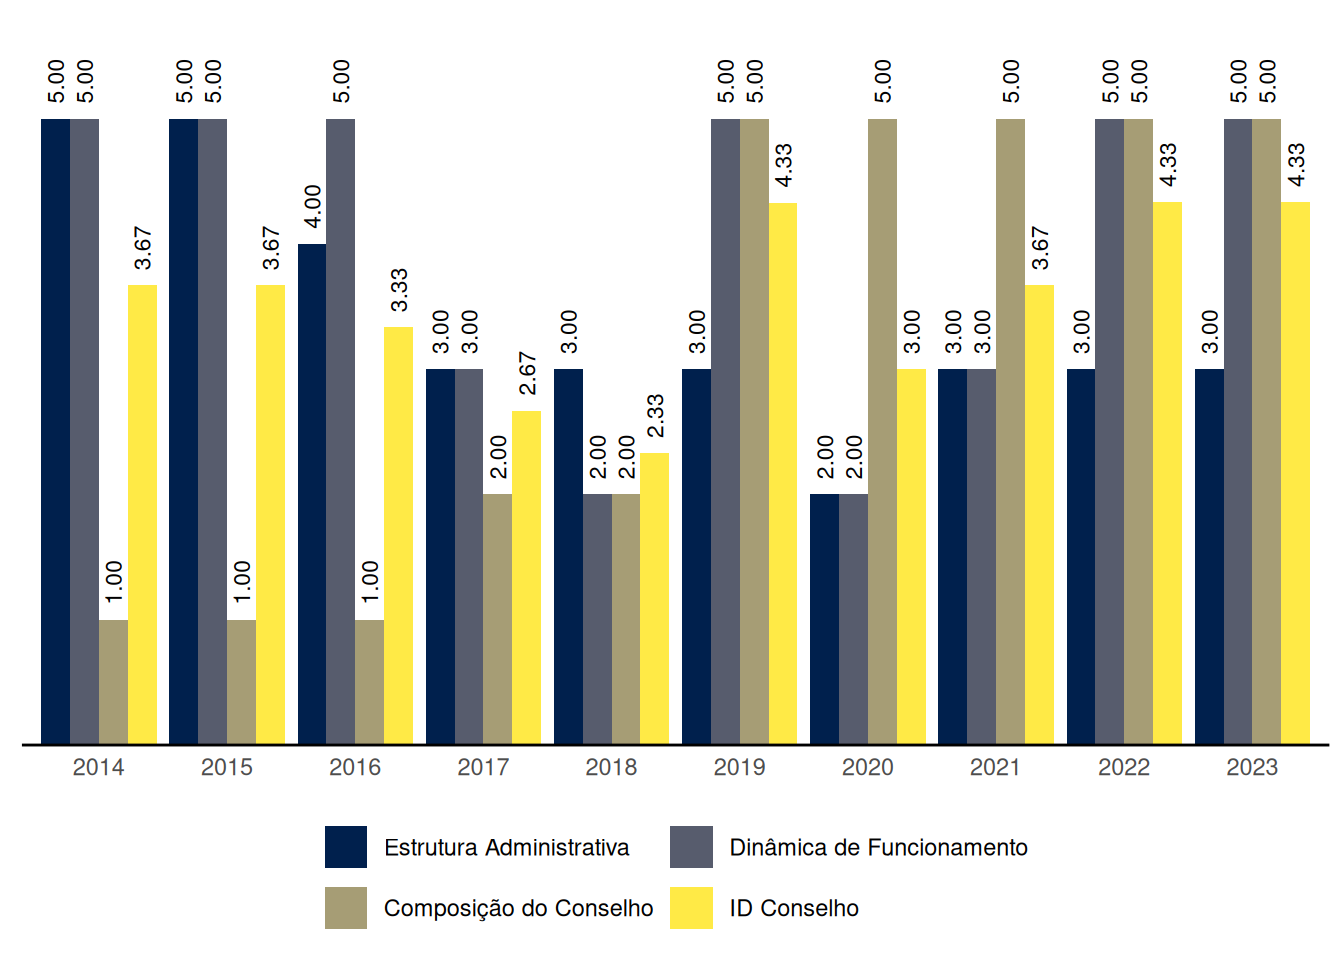 5.00 5.00 1.00 3.67
5.00 5.00 1.00 3.67
4.00 5.00 1.00 3.33
3.00 3.00 2.00 2.67
3.00 2.00 2.00 2.33
3.00 5.00 5.00 4.33
2.00 2.00 5.00 3.00
3.00 3.00 5.00 3.67
3.00 5.00 5.00 4.33
3.00 5.00 5.00 4.33
2014 2015 2016 2017 2018 2019 2020 2021 2022 2023
Estrutura Administrativa Dinâmica de Funcionamento
Composição do Conselho ID Conselho